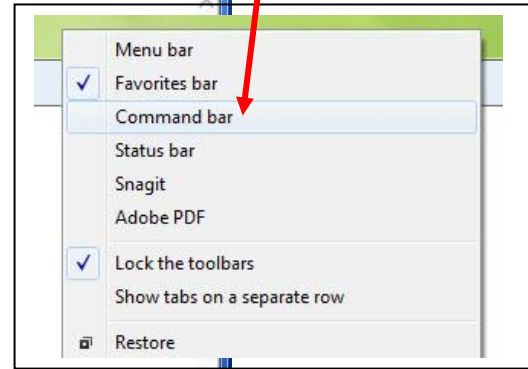 Menu bar
Favorites bar
Command bar
Status bar
Snagit
Adobe PDF
Lock the toolbars
Show tabs on a separate row
Restore